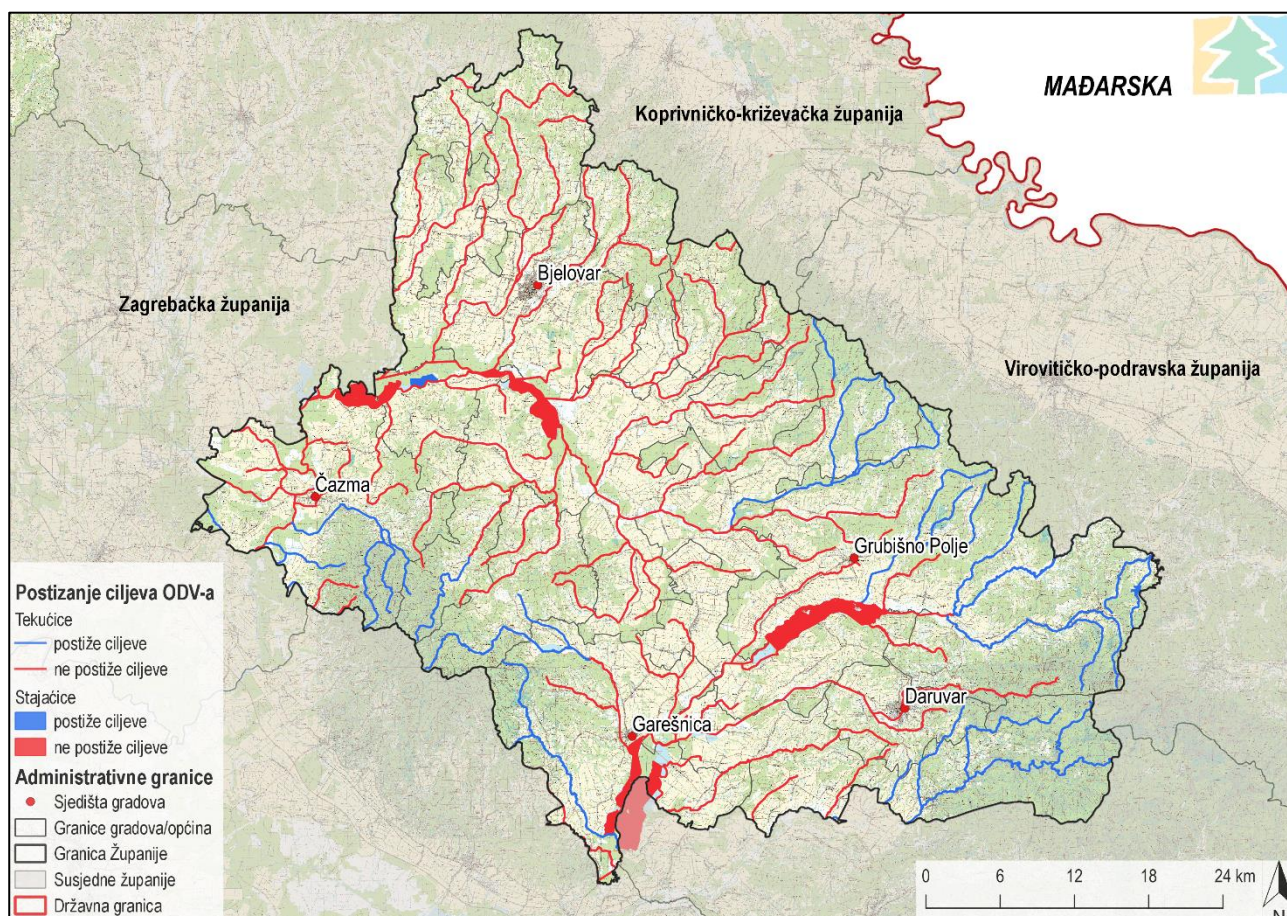 MAĐARSKA
Koprivničko-križevačka županija
Bjelovar
Zagrebačka županija
Virovitičko-podravska županija
Čazma
Grubišno Polje
Daruvar
Garešnica
Postizanje ciljeva ODV-a
Tekućice
postiže ciljeve
ne postiže ciljeve
Stajaćice
postiže ciljeve
ne postiže ciljeve
Administrativne granice
Sjedišta gradova
Granice gradova/općina
Granica Županije
Susjedne županije
Državna granica
0 6 12 18 24 km
N